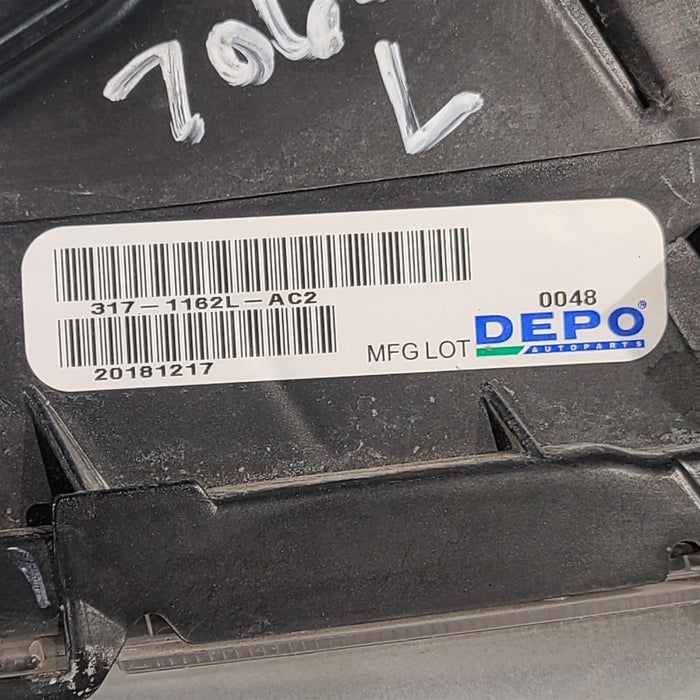 L
317-1162L-AC2
0048
DEPO®
AUTOPARTS
MFG LOT
20181217